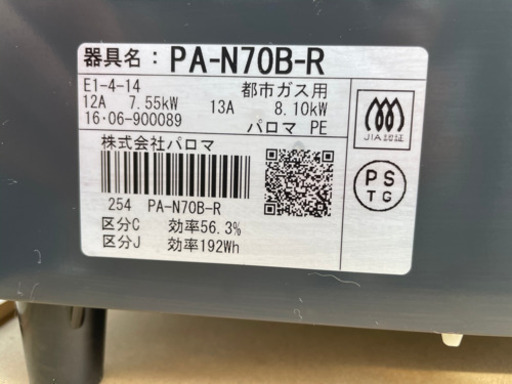 器具名： PA-N70B-R
E1-4-14 都市ガス用
12A 7.55kW 13A 8.10kW
16・06-900089 パロマ PE
株式会社パロマ
JIA認証
PS
TG
254 PA-N70B-R
区分C 効率56.3%
区分J 効率192Wh